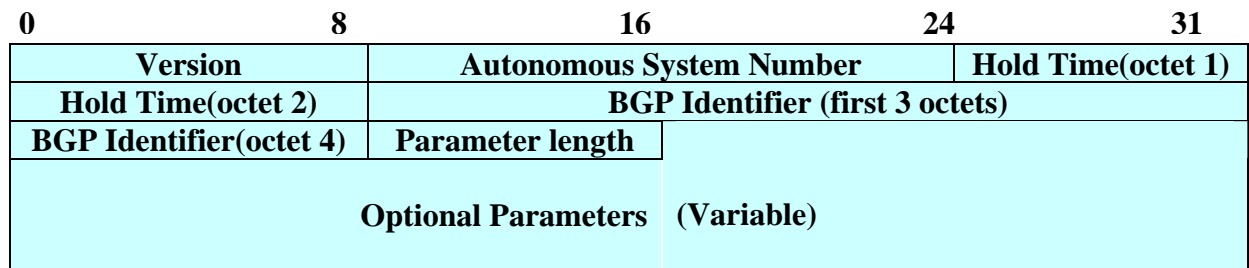 0 8 16 24 31
Version Autonomous System Number Hold Time(octet 1)
Hold Time(octet 2) BGP Identifier (first 3 octets)
BGP Identifier(octet 4) Parameter length
Optional Parameters (Variable)